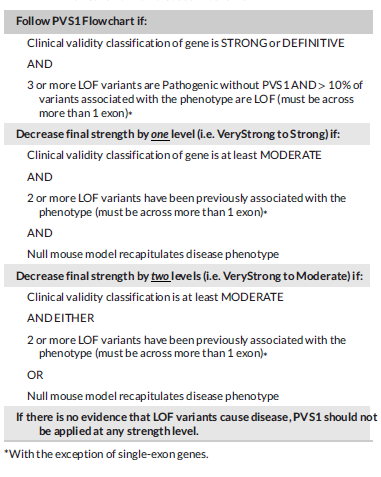 Follow PVS1 Flowchart if:
Clinical validity classification of gene is STRONG or DEFINITIVE
AND
3 or more LOF variants are Pathogenic without PVS1 AND > 10% of
variants associated with the phenotype are LOF (must be across
more than 1 exon)*
Decrease final strength by one level (i.e. VeryStrong to Strong) if:
Clinical validity classification of gene is at least MODERATE
AND
2 or more LOF variants have been previously associated with the
phenotype (must be across more than 1 exon)*
AND
Null mouse model recapitulates disease phenotype
Decrease final strength by two levels (i.e. VeryStrong to Moderate) if:
Clinical validity classification is at least MODERATE
AND EITHER
2 or more LOF variants have been previously associated with the
phenotype (must be across more than 1 exon)*
OR
Null mouse model recapitulates disease phenotype
If there is no evidence that LOF variants cause disease, PVS1 should not
be applied at any strength level.
*With the exception of single-exon genes.